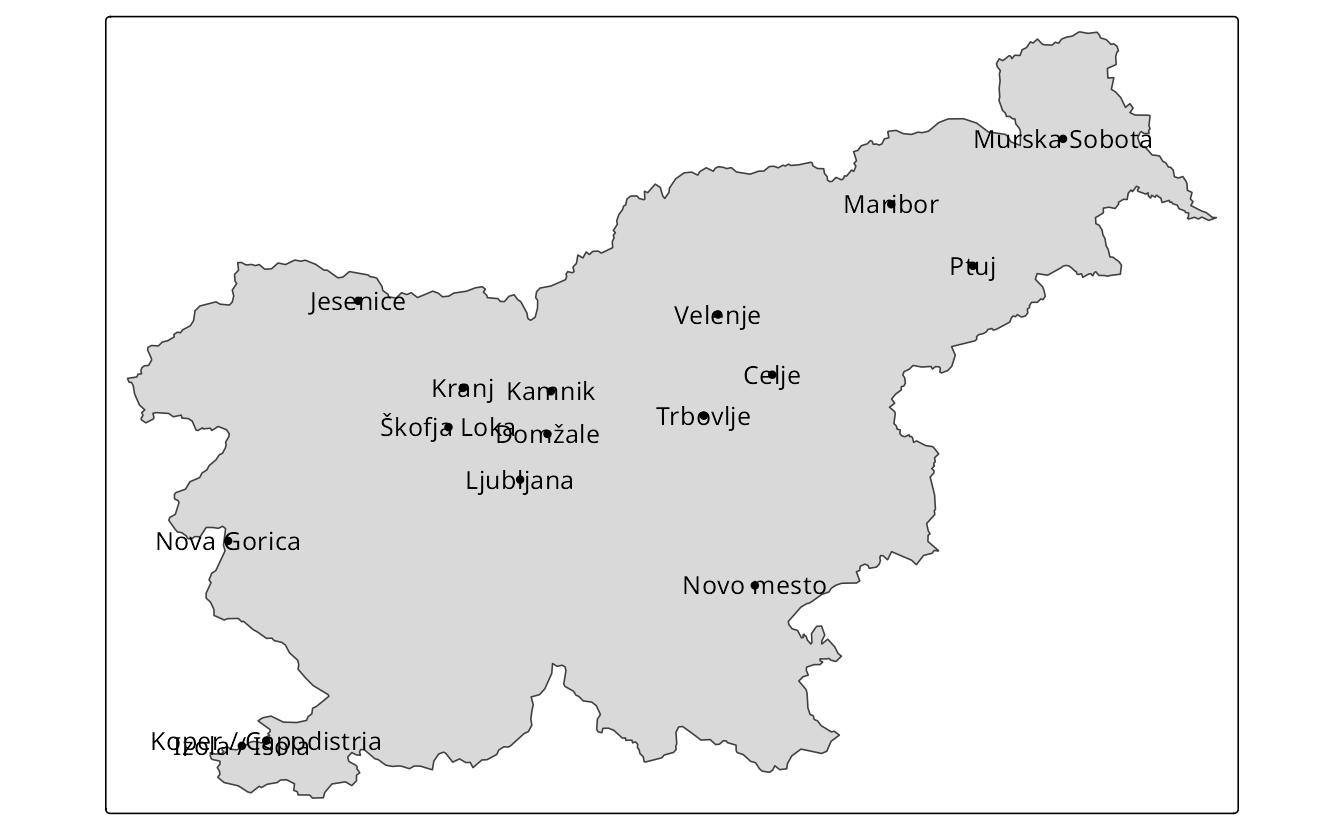 Murska Sobota
Maribor
Ptuj
Jesenice
Velenje
Celje
Kranj
Kamnik
Trbovlje
Škofja Loka
Domžale
Ljubljana
Nova Gorica
Novo mesto
Koper / Capodistria
Izola / Isola